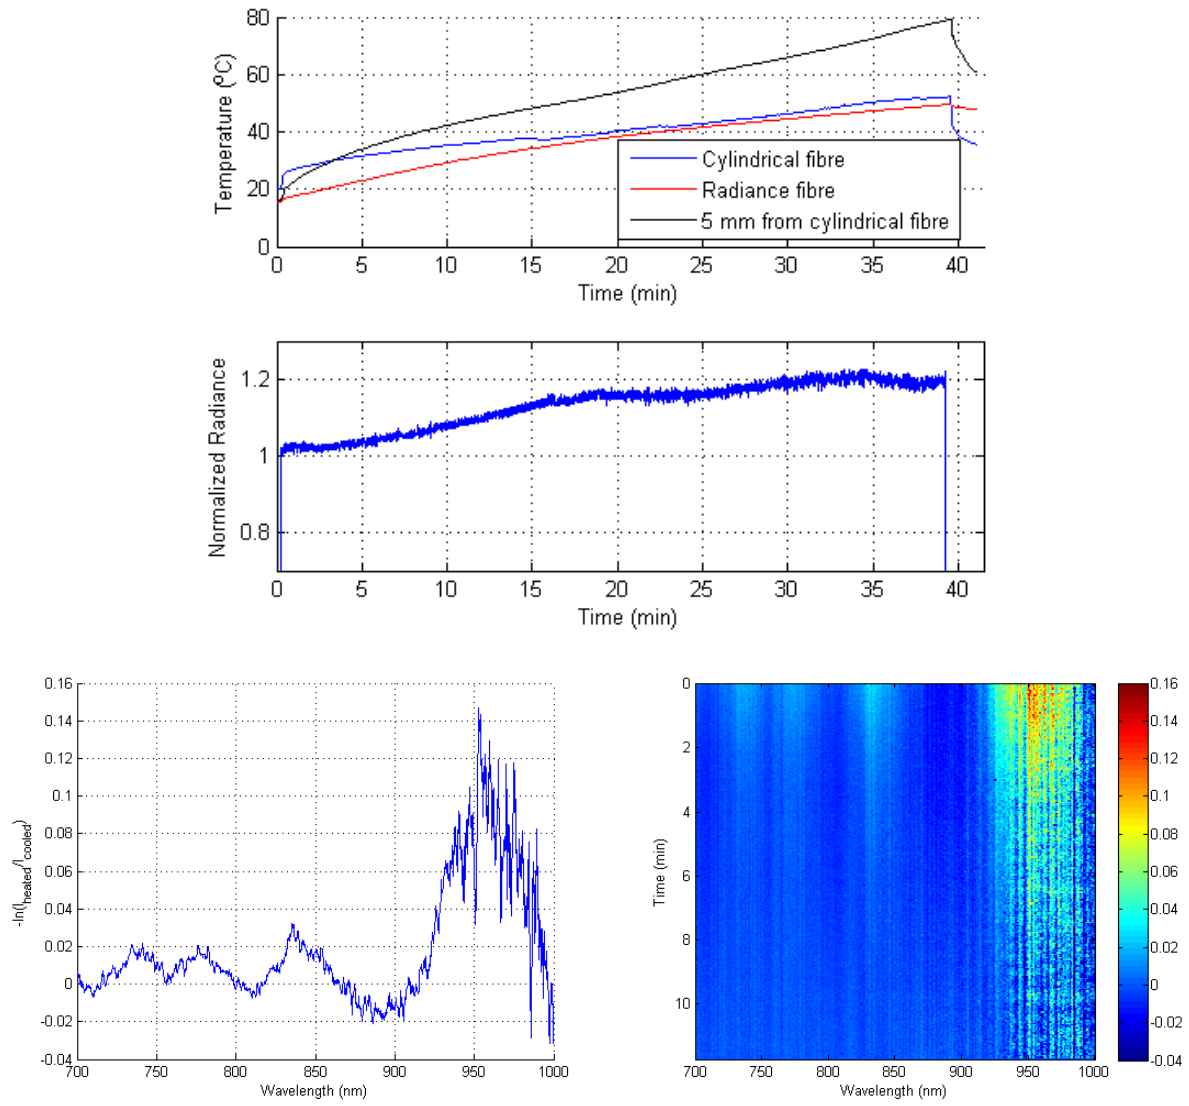 80
60
40
20
0
Temperature (ºC)
Cylindrical fibre
Radiance fibre
5 mm from cylindrical fibre
0 5 10 15 20 25 30 35 40
Time (min)
1.2
1
0.8
Normalized Radiance
0 5 10 15 20 25 30 35 40
Time (min)
0.16
0.14
0.12
0.1
0.08
0.06
0.04
0.02
0
-0.02
-0.04
-ln(Iheated/Icooled)
700 750 800 850 900 950 1000
Wavelength (nm)
0
2
4
6
8
10
Time (min)
700 750 800 850 900 950 1000
Wavelength (nm)
0.16
0.14
0.12
0.1
0.08
0.06
0.04
0.02
0
-0.02
-0.04